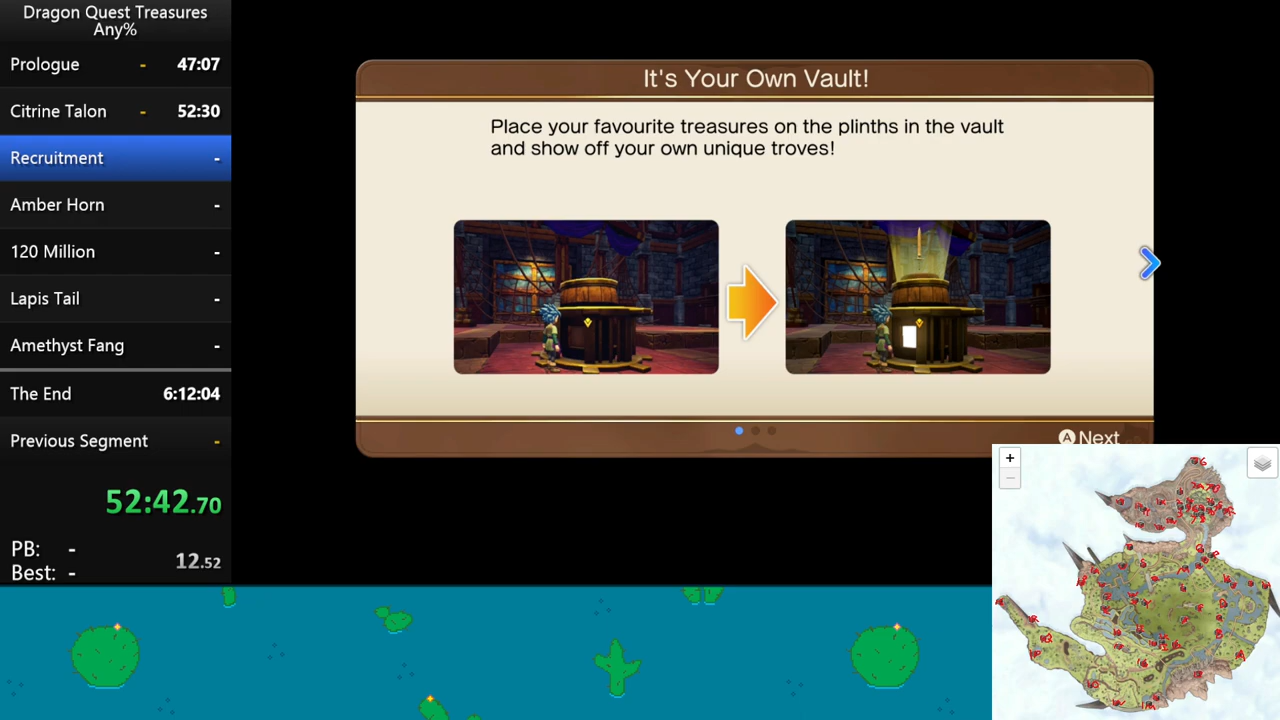 Dragon Quest Treasures
Any%
Prologue - 47:07
Citrine Talon - 52:30
Recruitment -
Amber Horn -
120 Million -
Lapis Tail -
Amethyst Fang -
The End 6:12:04
Previous Segment -
52:42.70
PB: - 12.52
Best: -
It's Your Own Vault!
Place your favourite treasures on the plinths in the vault
and show off your own unique troves!
A Next
+
-